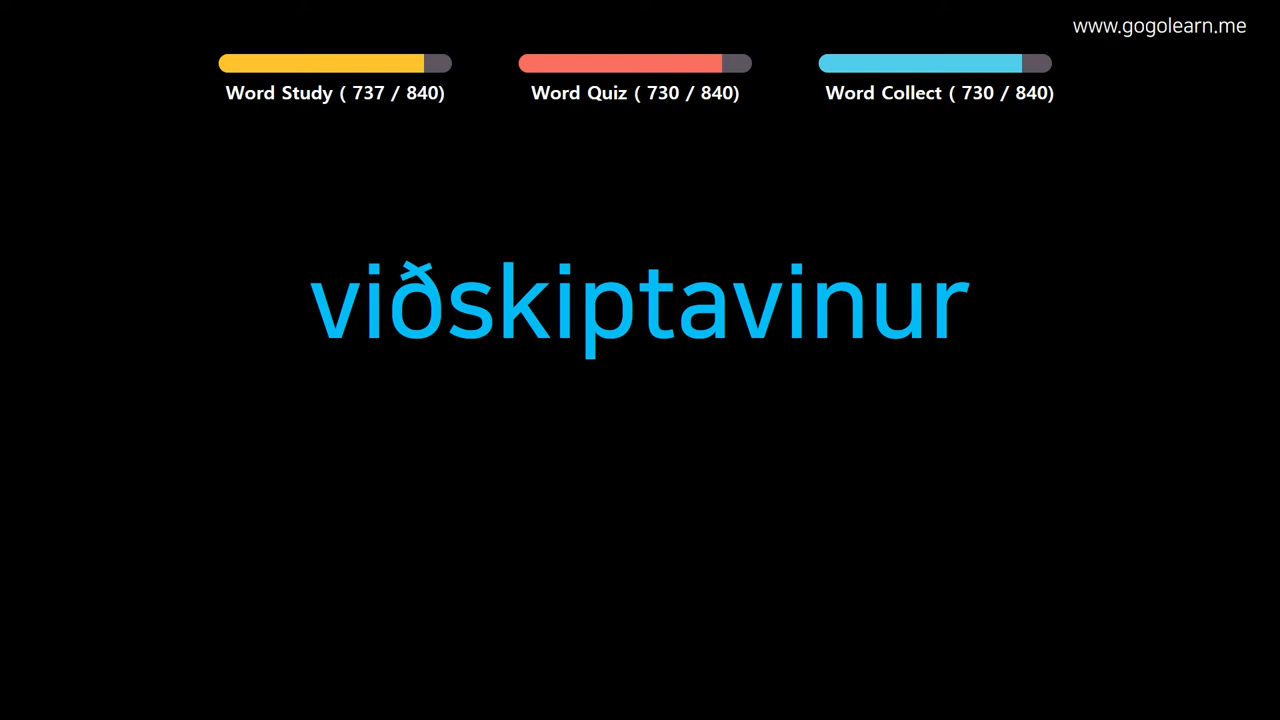 www.gogolearn.me
Word Study ( 737 / 840)
Word Quiz ( 730 / 840)
Word Collect ( 730 / 840)
viðskiptavinur